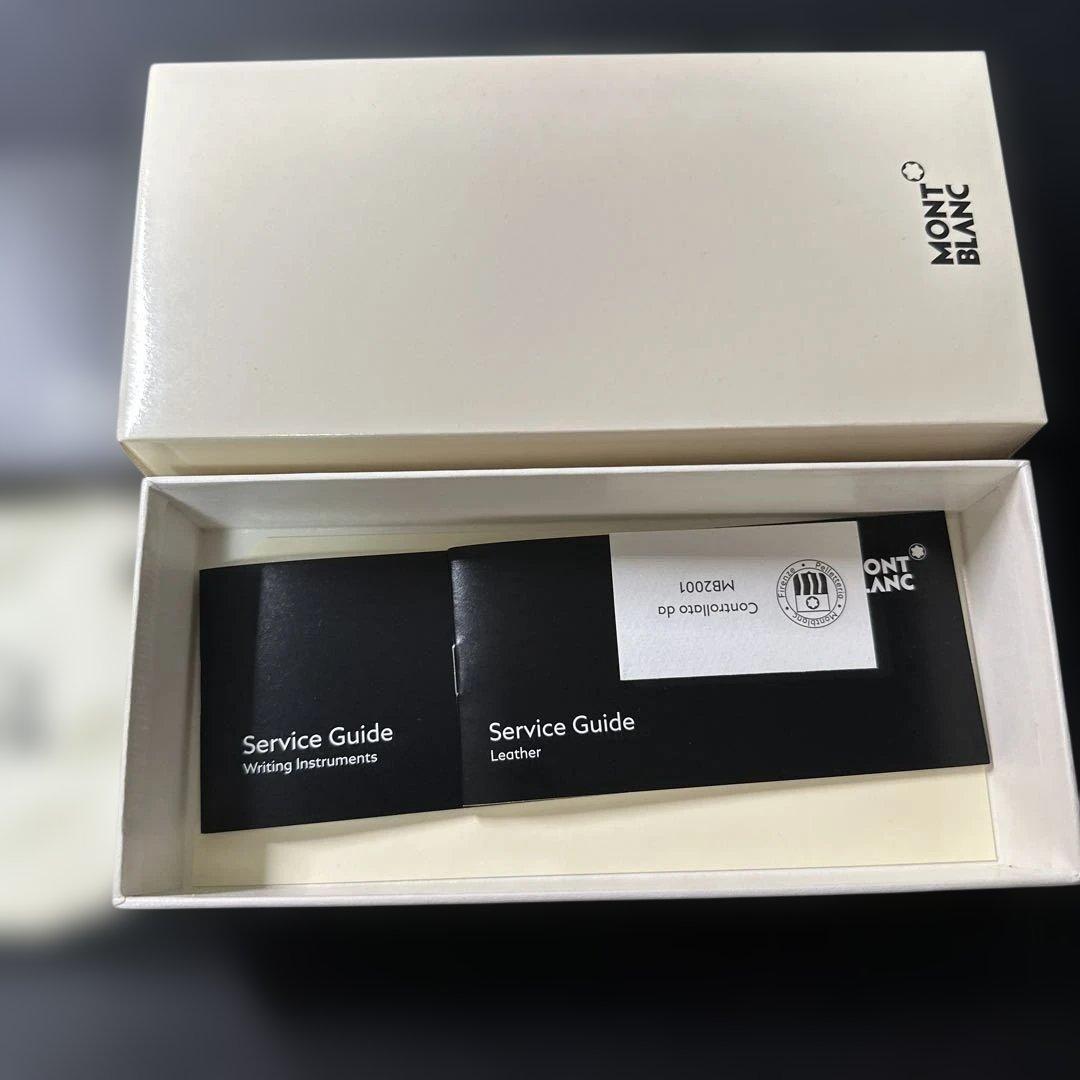 MONT
BLANC
MONT
BLANC
Controllato da
MB2001
Firenze • Pelletteria • Montblanc •
Service Guide
Writing Instruments
Service Guide
Leather